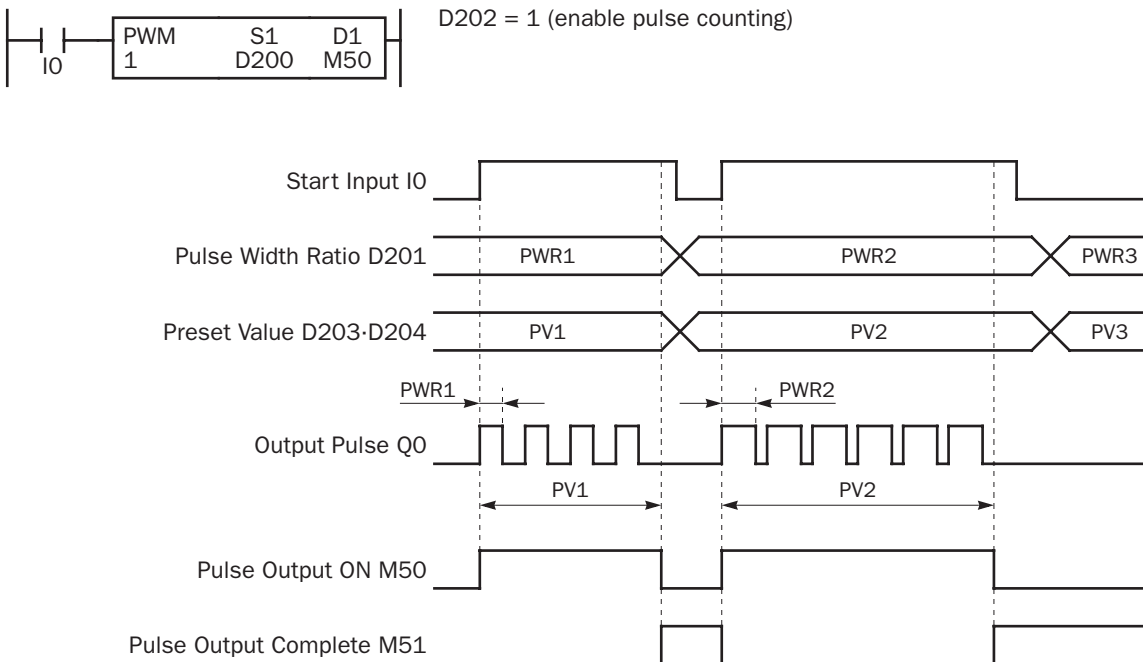 D202 = 1 (enable pulse counting)
PWM S1 D1
1 D200 M50
I0
Start Input I0
Pulse Width Ratio D201 PWR1 PWR2 PWR3
Preset Value D203·D204 PV1 PV2 PV3
PWR1 PWR2
Output Pulse Q0
PV1 PV2
Pulse Output ON M50
Pulse Output Complete M51